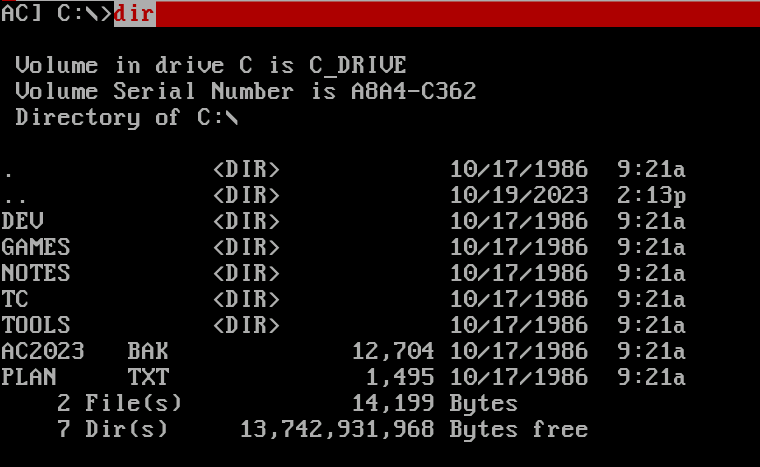 AC] C:\>dir
Volume in drive C is C_DRIVE
Volume Serial Number is A8A4-C362
Directory of C:\
. <DIR> 10/17/1986 9:21a
.. <DIR> 10/19/2023 2:13p
DEV <DIR> 10/17/1986 9:21a
GAMES <DIR> 10/17/1986 9:21a
NOTES <DIR> 10/17/1986 9:21a
TC <DIR> 10/17/1986 9:21a
TOOLS <DIR> 10/17/1986 9:21a
AC2023 BAK 12,704 10/17/1986 9:21a
PLAN TXT 1,495 10/17/1986 9:21a
2 File(s) 14,199 Bytes
7 Dir(s) 13,742,931,968 Bytes free